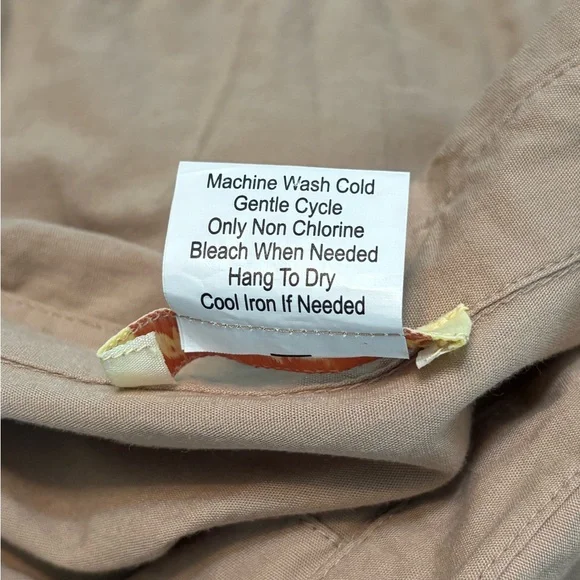 Machine Wash Cold
Gentle Cycle
Only Non Chlorine
Bleach When Needed
Hang To Dry
Cool Iron If Needed